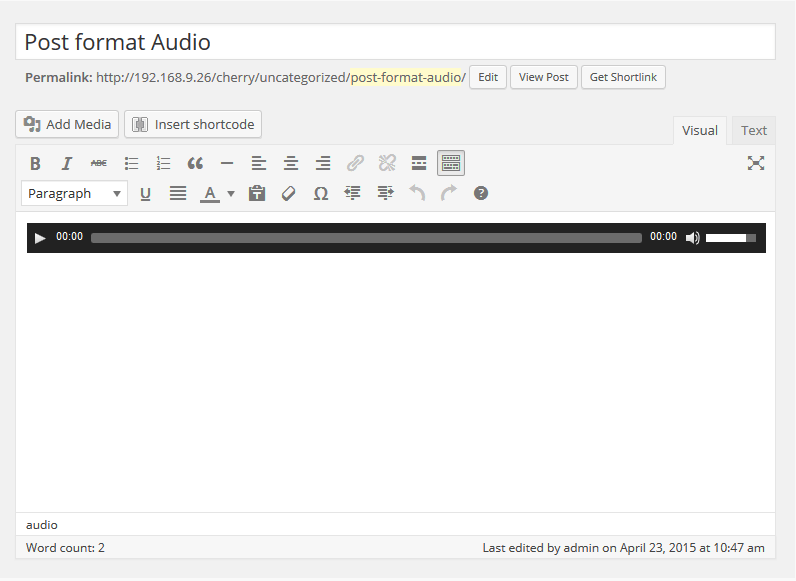 Post format Audio
Permalink: http://192.168.9.26/cherry/uncategorized/post-format-audio/ Edit View Post Get Shortlink
Add Media Insert shortcode Visual Text
B I ABC
Paragraph U A T Ω ?
00:00 00:00
audio
Word count: 2 Last edited by admin on April 23, 2015 at 10:47 am